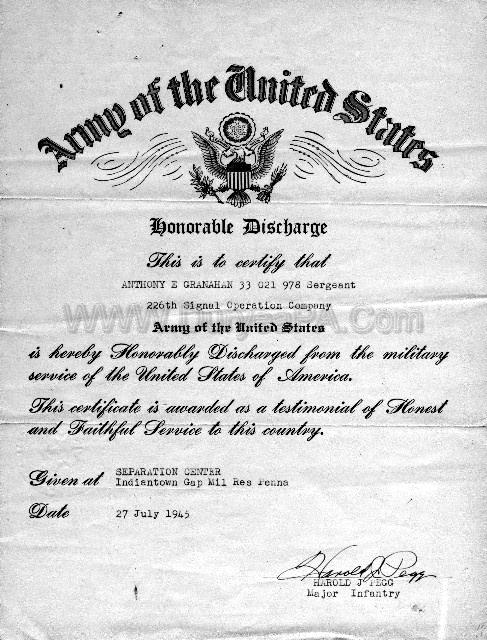 Army of the United States
Honorable Discharge
This is to certify that
ANTHONY E GRANAHAN 33 021 978 Sergeant
226th Signal Operation Company
Army of the United States
is hereby Honorably Discharged from the military
service of the United States of America.
This certificate is awarded as a testimonial of Honest
and Faithful Service to this country.
Given at SEPARATION CENTER
Indiantown Gap Mil Res Penna
Date 27 July 1945
Harold J Pegg
HAROLD J PEGG
Major Infantry